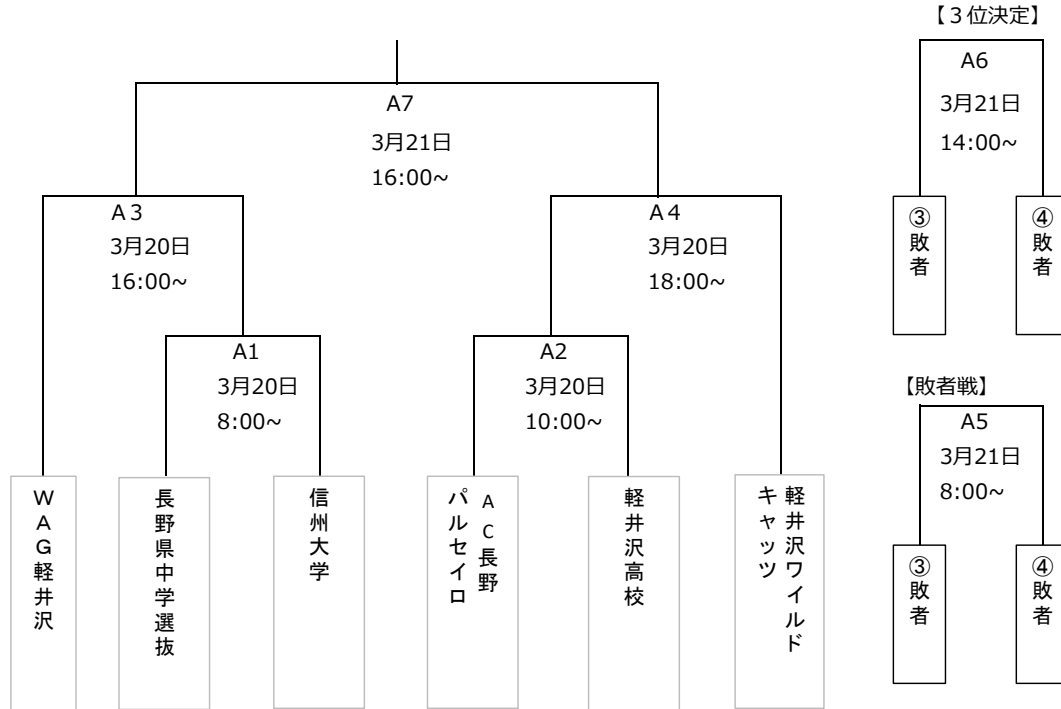 【３位決定】
A6
3月21日
14:00~
③敗者
④敗者
A7
3月21日
16:00~
A３
3月20日
16:00~
A４
3月20日
18:00~
A1
3月20日
8:00~
A2
3月20日
10:00~
【敗者戦】
A5
3月21日
8:00~
③敗者
④敗者
ＷＡＧ軽井沢
長野県中学選抜
信州大学
ＡＣ長野
パルセイロ
軽井沢高校
軽井沢ワイルド
キャッツ